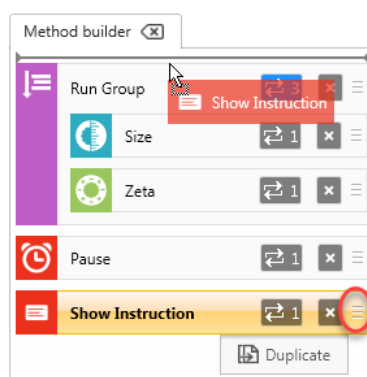 Method builder
Run Group 3
Show Instruction
Size 1
Zeta 1
Pause 1
Show Instruction 1
Duplicate